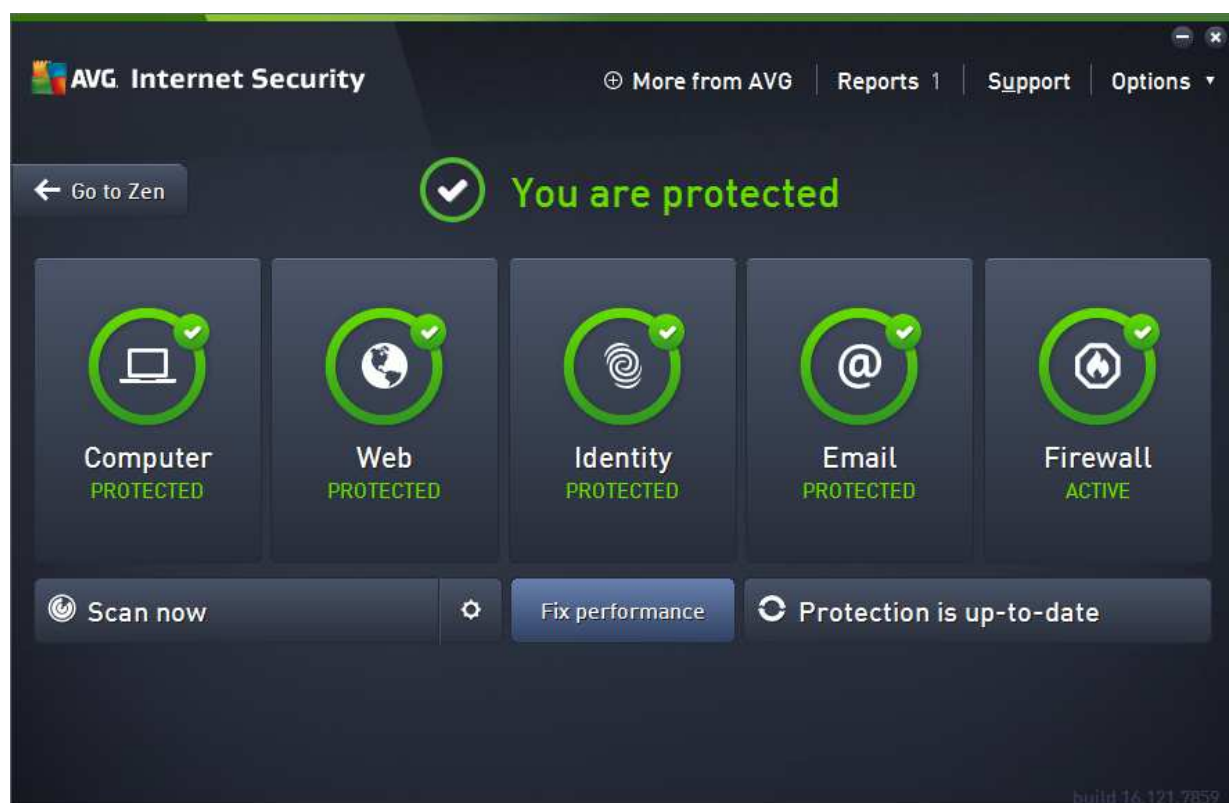 AVG Internet Security
More from AVG
Reports 1
Support
Options
Go to Zen
You are protected
Computer
PROTECTED
Web
PROTECTED
Identity
PROTECTED
@
Email
PROTECTED
Firewall
ACTIVE
Scan now
Fix performance
Protection is up-to-date
build 16.121.7859